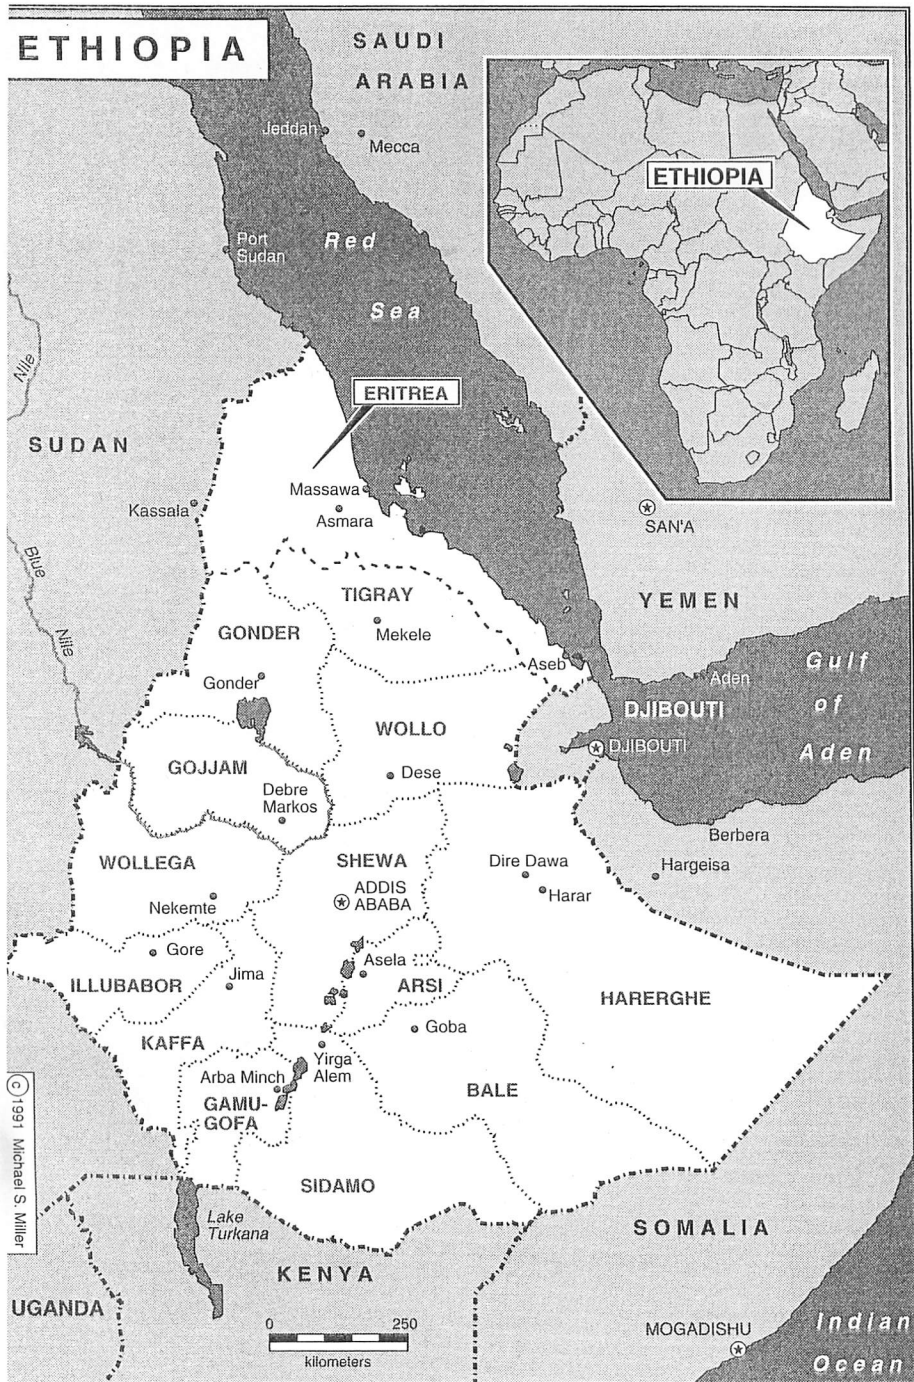 ETHIOPIA
SAUDI
ARABIA
Jeddah
Mecca
ETHIOPIA
Port
Sudan
Red
Sea
Nile
ERITREA
SUDAN
Massawa
Kassala
Asmara
SAN'A
Blue
Nile
TIGRAY
YEMEN
GONDER
Mekele
Aseb
Gulf
of
Aden
Gonder
Aden
DJIBOUTI
WOLLO
DJIBOUTI
GOJJAM
Dese
Debre
Markos
Berbera
WOLLEGA
SHEWA
Dire Dawa
Hargeisa
ADDIS
ABABA
Harar
Nekemte
Gore
Asela
Jima
ILLUBABOR
ARSI
HARERGHE
Goba
KAFFA
Yirga
Alem
Arba Minch
BALE
GAMU-
GOFA
© 1991 Michael S. Miller
SIDAMO
Lake
Turkana
SOMALIA
KENYA
UGANDA
0 250
kilometers
MOGADISHU
Indian
Ocean